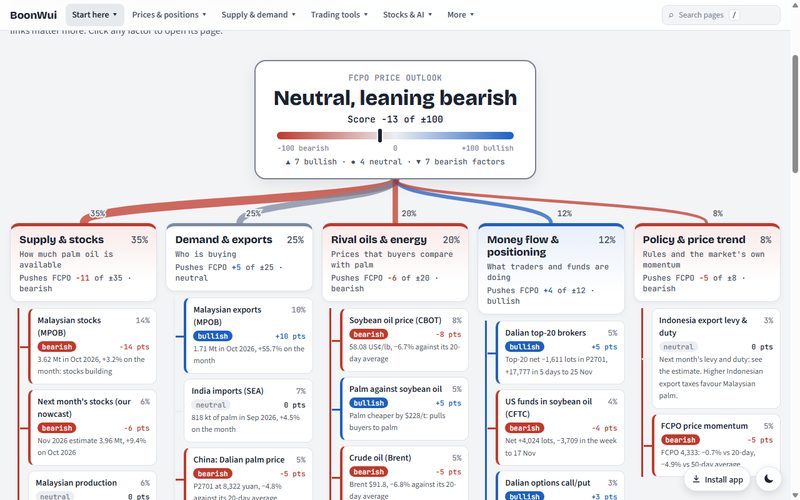 BoonWui
Start here ▾
Prices & positions ▾
Supply & demand ▾
Trading tools ▾
Stocks & AI ▾
More ▾
Search pages /
links matter more. Click any factor to open its page.
FCPO PRICE OUTLOOK
Neutral, leaning bearish
Score -13 of ±100
-100 bearish 0 +100 bullish
▲ 7 bullish · ● 4 neutral · ▼ 7 bearish factors
35% 25% 20% 12% 8%
Supply & stocks 35%
How much palm oil is
available
Pushes FCPO -11 of ±35 ·
bearish
Malaysian stocks 14%
(MPOB)
bearish -14 pts
3.62 Mt in Oct 2026, +3.2% on the
month: stocks building
Next month's stocks (our 6%
nowcast)
bearish -6 pts
Nov 2026 estimate 3.96 Mt, +9.4%
on Oct 2026
Malaysian production 6%
neutral 0 pts
Demand & exports 25%
Who is buying
Pushes FCPO +5 of ±25 ·
neutral
Malaysian exports 10%
(MPOB)
bullish +10 pts
1.71 Mt in Oct 2026, +55.7% on the
month
India imports (SEA) 7%
neutral 0 pts
818 kt of palm in Sep 2026, +4.5%
on the month
China: Dalian palm price 5%
bearish -5 pts
P2701 at 8,322 yuan, −4.8%
against its 20-day average
Rival oils & energy 20%
Prices that buyers compare
with palm
Pushes FCPO -6 of ±20 ·
bearish
Soybean oil price (CBOT) 8%
bearish -8 pts
58.08 US¢/lb, −6.7% against its 20-
day average
Palm against soybean oil 5%
bullish +5 pts
Palm cheaper by $228/t: pulls
buyers to palm
Crude oil (Brent) 5%
bearish -5 pts
Brent $91.8, −6.8% against its 20-
day average
Money flow & 12%
positioning
What traders and funds are
doing
Pushes FCPO +4 of ±12 ·
bullish
Dalian top-20 brokers 5%
bullish +5 pts
Top-20 net −1,611 lots in P2701,
+17,777 in 5 days to 25 Nov
US funds in soybean oil 4%
(CFTC)
bearish -4 pts
Net +4,024 lots, −3,709 in the week
to 17 Nov
Dalian options call/put 3%
bullish +3 pts
Policy & price trend 8%
Rules and the market's own
momentum
Pushes FCPO -5 of ±8 ·
bearish
Indonesia export levy & 3%
duty
neutral 0 pts
Next month's levy and duty: see
the estimate. Higher Indonesian
export taxes favour Malaysian
palm.
FCPO price momentum 5%
bearish -5 pts
FCPO 4,333: −0.7% vs 20-day,
−4.9% vs 50-day average
Install app